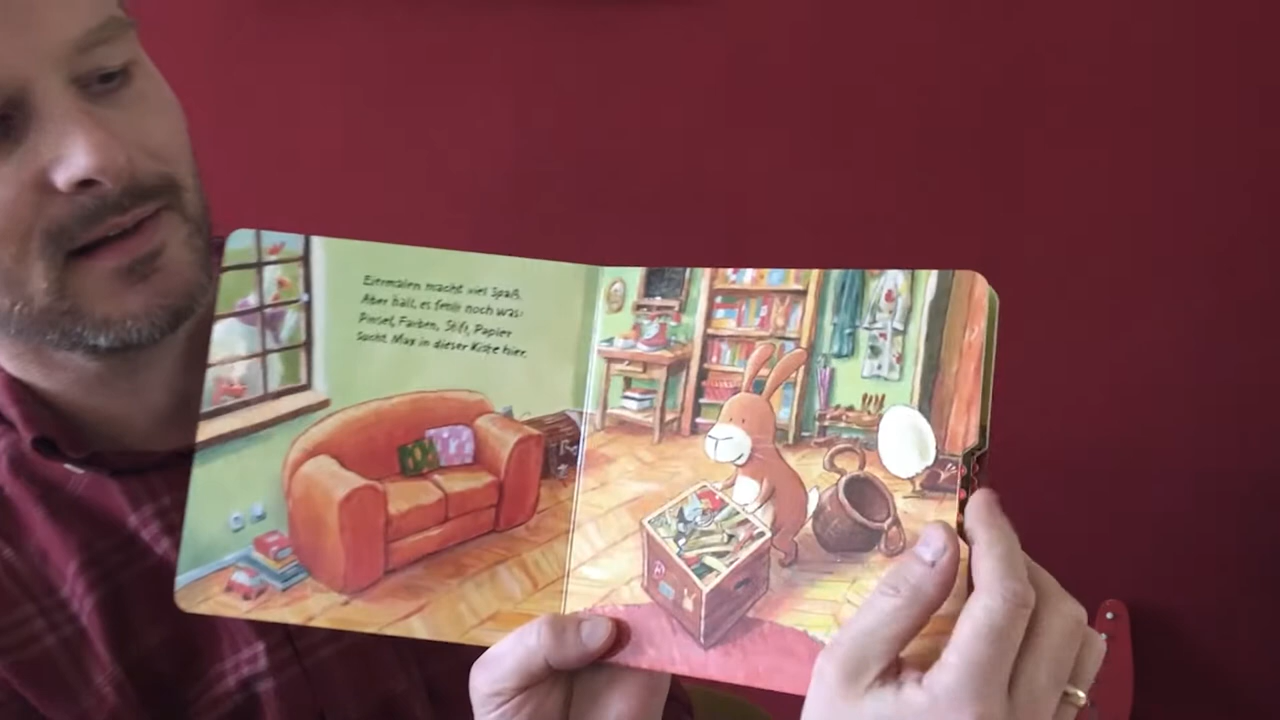 Eiermalen macht viel Spaß.
Aber halt, es fehlt noch was:
Pinsel, Farben, Stift, Papier
sucht Max in dieser Kiste hier.